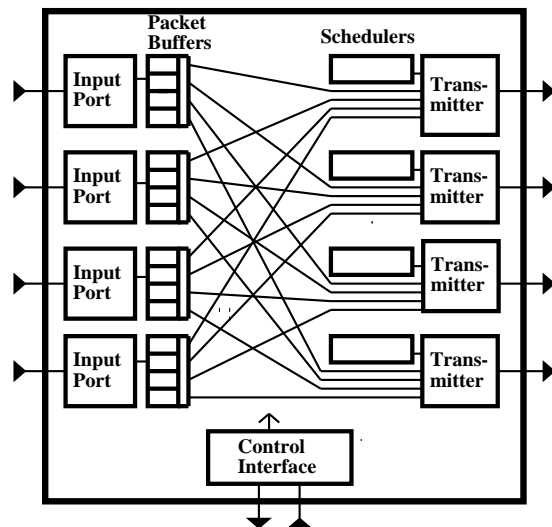 Packet
Buffers
Schedulers
Input
Port
Trans-
mitter
Input
Port
Trans-
mitter
Input
Port
Trans-
mitter
Input
Port
Trans-
mitter
Control
Interface